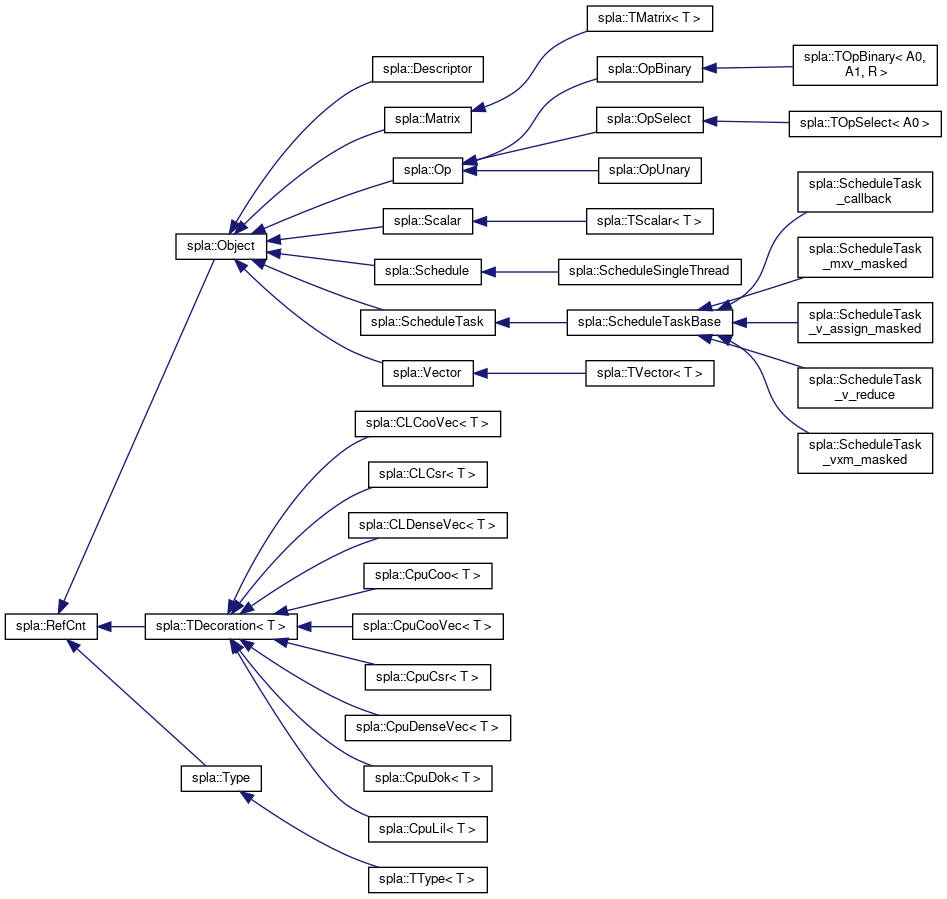 spla::TMatrix< T >
spla::Descriptor
spla::OpBinary
spla::TOpBinary< A0,
A1, R >
spla::Matrix
spla::OpSelect
spla::TOpSelect< A0 >
spla::Op
spla::OpUnary
spla::ScheduleTask
_callback
spla::Scalar
spla::TScalar< T >
spla::Object
spla::ScheduleTask
_mxv_masked
spla::Schedule
spla::ScheduleSingleThread
spla::ScheduleTask
spla::ScheduleTaskBase
spla::ScheduleTask
_v_assign_masked
spla::Vector
spla::TVector< T >
spla::ScheduleTask
_v_reduce
spla::CLCooVec< T >
spla::ScheduleTask
_vxm_masked
spla::CLCsr< T >
spla::CLDenseVec< T >
spla::CpuCoo< T >
spla::RefCnt
spla::TDecoration< T >
spla::CpuCooVec< T >
spla::CpuCsr< T >
spla::CpuDenseVec< T >
spla::Type
spla::CpuDok< T >
spla::CpuLil< T >
spla::TType< T >